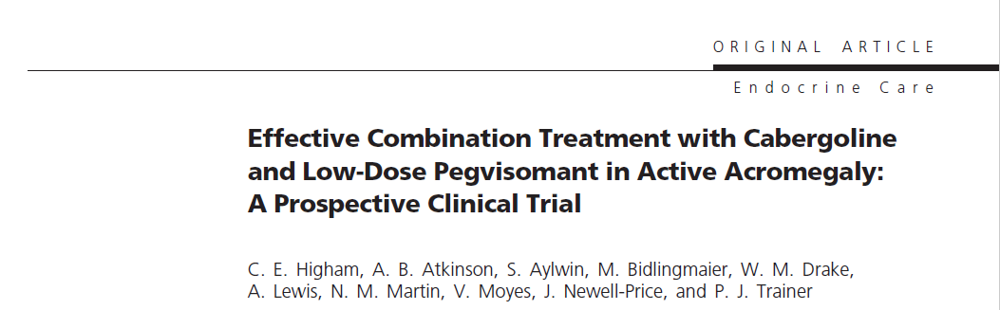 ORIGINAL ARTICLE
Endocrine Care
Effective Combination Treatment with Cabergoline
and Low-Dose Pegvisomant in Active Acromegaly:
A Prospective Clinical Trial
C. E. Higham, A. B. Atkinson, S. Aylwin, M. Bidlingmaier, W. M. Drake,
A. Lewis, N. M. Martin, V. Moyes, J. Newell-Price, and P. J. Trainer